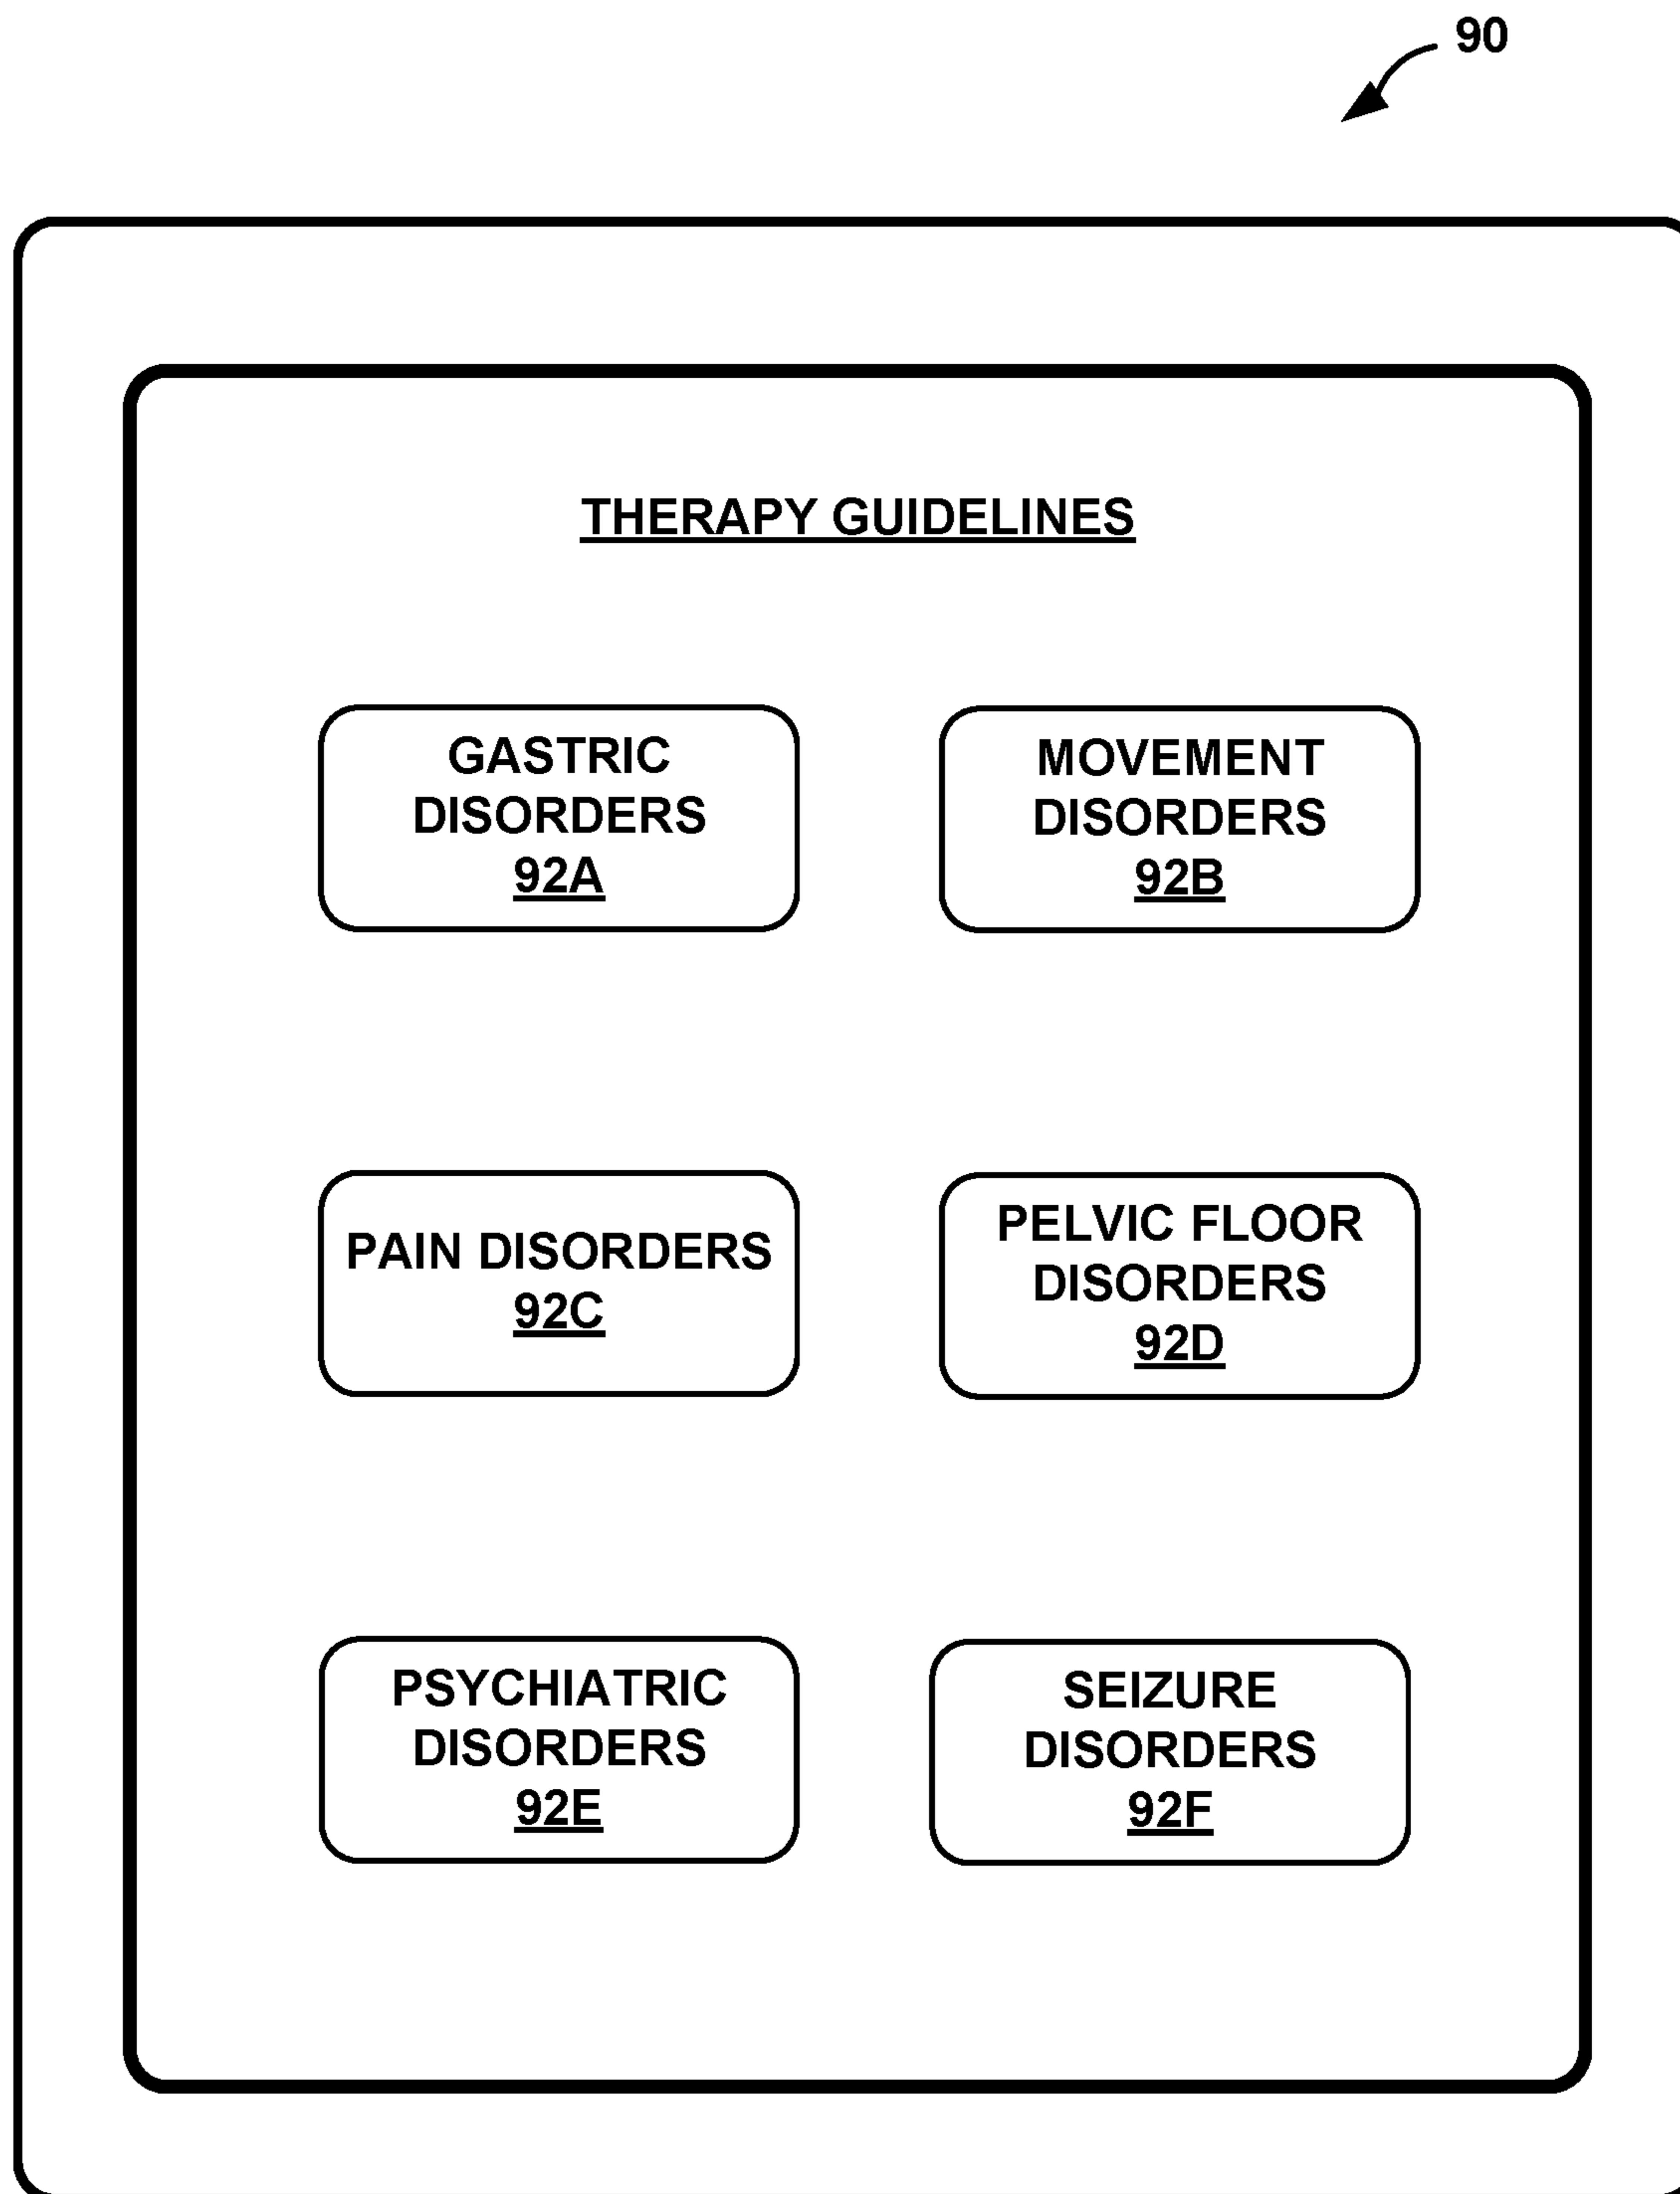 90
THERAPY GUIDELINES
GASTRIC
DISORDERS
92A
MOVEMENT
DISORDERS
92B
PAIN DISORDERS
92C
PELVIC FLOOR
DISORDERS
92D
PSYCHIATRIC
DISORDERS
92E
SEIZURE
DISORDERS
92F